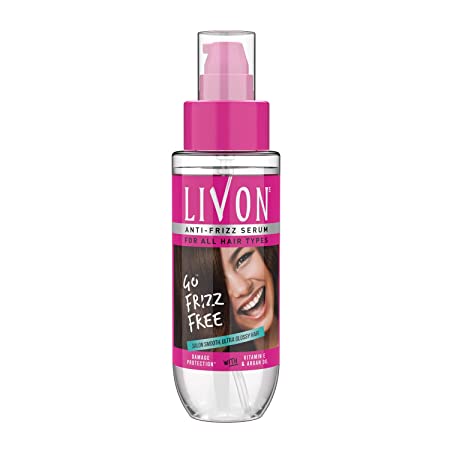 LIVON
ANTI-FRIZZ SERUM
FOR ALL HAIR TYPES
GO
FRIZZ
FREE
SALON SMOOTH, ULTRA GLOSSY HAIR
DAMAGE
PROTECTION*
WITH
VITAMIN E
& ARGAN OIL